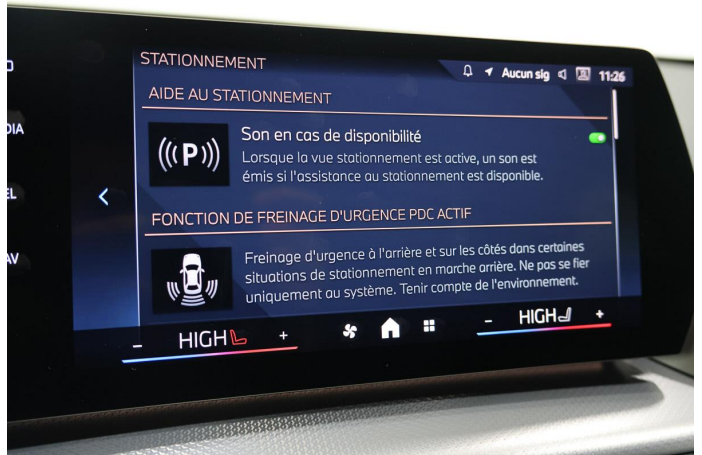 STATIONNEMENT
Aucun sig
11:26
AIDE AU STATIONNEMENT
Son en cas de disponibilité
Lorsque la vue stationnement est active, un son est
émis si l'assistance au stationnement est disponible.
((( P )))
FONCTION DE FREINAGE D'URGENCE PDC ACTIF
Freinage d'urgence à l'arrière et sur les côtés dans certaines
situations de stationnement en marche arrière. Ne pas se fier
uniquement au système. Tenir compte de l'environnement.
- HIGH +
- HIGH +
DIA
EL
AV